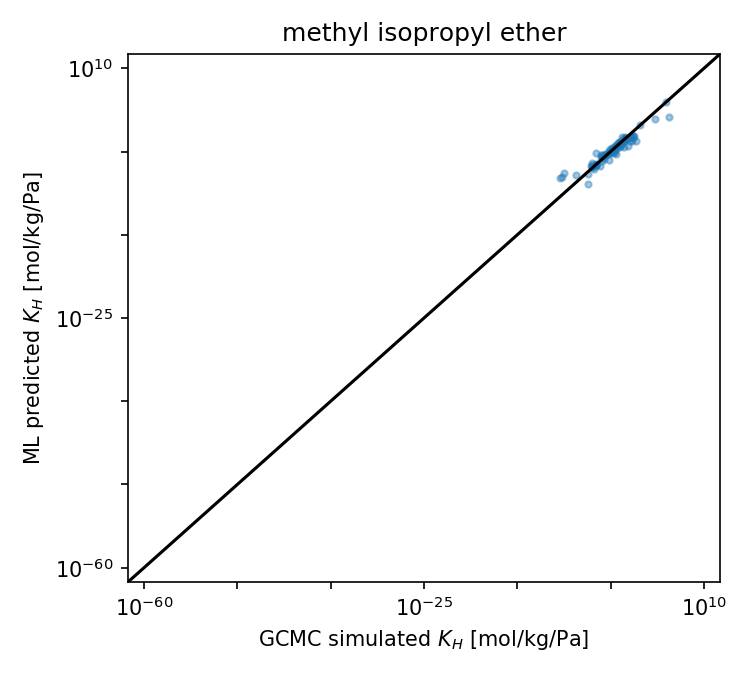 methyl isopropyl ether
10^10
10^−25
10^−60
ML predicted K_H [mol/kg/Pa]
10^−60 10^−25 10^10
GCMC simulated K_H [mol/kg/Pa]